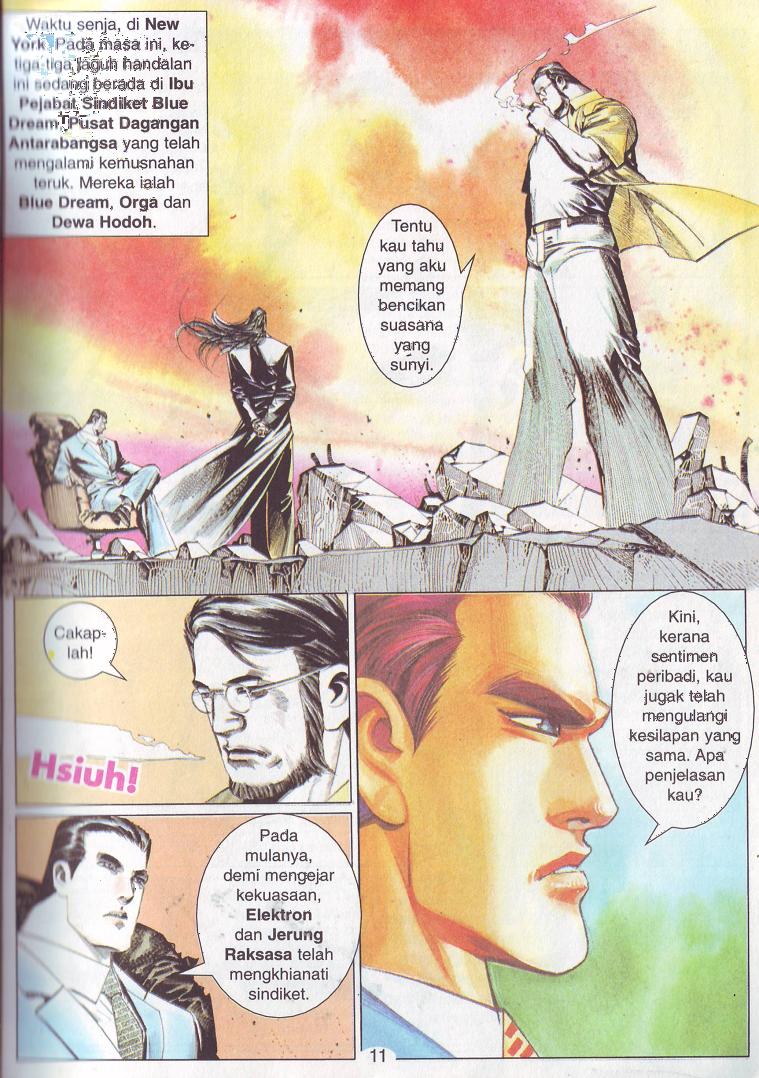 Waktu senja, di New
York. Pada masa ini, ke-
tiga-tiga jaguh handalan
ini sedang berada di Ibu
Pejabat Sindiket Blue
Dream, Pusat Dagangan
Antarabangsa yang telah
mengalami kemusnahan
teruk. Mereka ialah
Blue Dream, Orga dan
Dewa Hodoh.
Tentu
kau tahu
yang aku
memang
bencikan
suasana
yang
sunyi.
Cakap-
lah!
Hsiuh!
Kini,
kerana
sentimen
peribadi, kau
jugak telah
mengulangi
kesilapan yang
sama. Apa
penjelasan
kau?
Pada
mulanya,
demi mengejar
kekuasaan,
Elektron
dan Jerung
Raksasa telah
mengkhianati
sindiket.
11